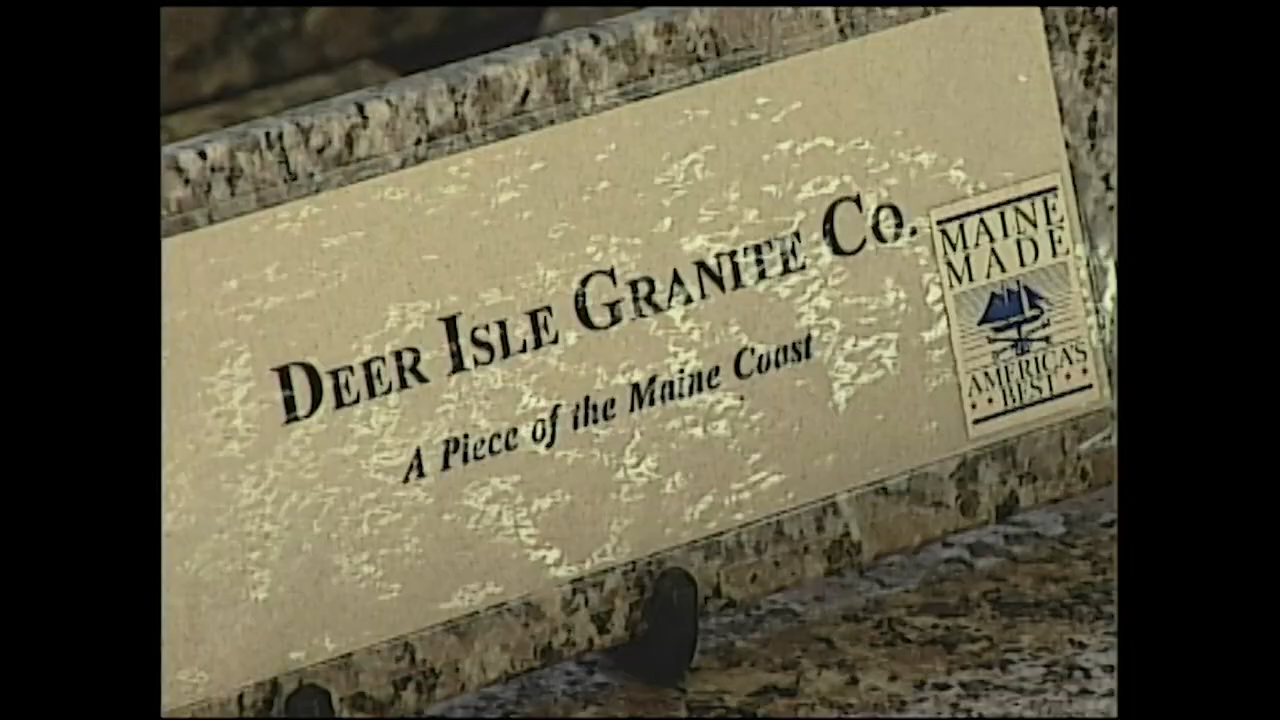 DEER ISLE GRANITE CO.
A Piece of the Maine Coast
MAINE
MADE
AMERICA'S
BEST